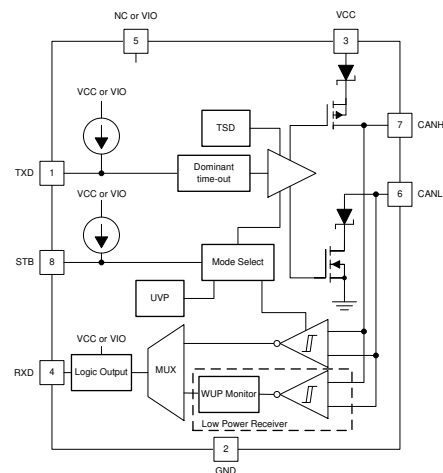 NC or VIO
VCC
5
3
VCC or VIO
TSD
7
CANH
TXD
1
Dominant
time-out
6
CANL
VCC or VIO
STB
8
Mode Select
UVP
VCC or VIO
RXD
4
Logic Output
MUX
WUP Monitor
Low Power Receiver
2
GND